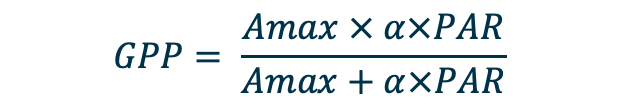 GPP = (Amax × α×PAR) / (Amax + α×PAR)